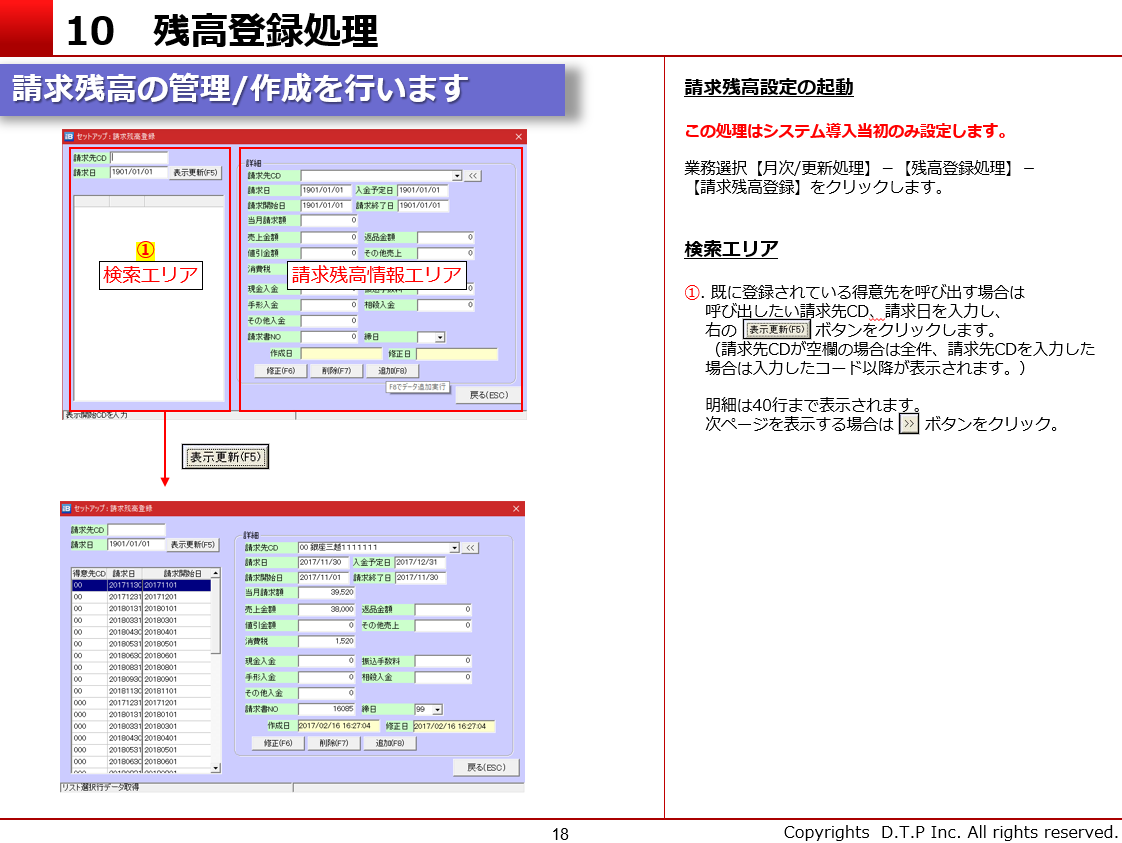 10　残高登録処理
請求残高の管理/作成を行います
セットアップ：請求残高登録
請求先CD
請求日 1901/01/01 表示更新(F5)
①
検索エリア
詳細
請求先CD <<
請求日 1901/01/01 入金予定日 1901/01/01
請求開始日 1901/01/01 請求終了日 1901/01/01
当月請求額 0
売上金額 0 返品金額 0
値引金額 0 その他売上 0
消費税
請求残高情報エリア
現金入金 0
手形入金 0 相殺入金 0
その他入金 0
請求書NO 0 締日
作成日 修正日
修正(F6) 削除(F7) 追加(F8)
F8でデータ追加実行
戻る(ESC)
表示開始CDを入力
表示更新(F5)
セットアップ：請求残高登録
請求先CD
請求日 1901/01/01 表示更新(F5)
得意先CD 請求日 請求開始日
00 2017113 20171101
00 20171231 20171201
00 20180131 20180101
00 20180331 20180301
00 2018043 20180401
00 20180531 20180501
00 2018063 20180601
00 20180831 20180801
00 2018093 20180901
00 2018113 20181101
000 20171231 20171201
000 20180131 20180101
000 20180331 20180301
000 2018043 20180401
000 20180531 20180501
000 2018063 20180601
詳細
請求先CD 00 銀座三越1111111 <<
請求日 2017/11/30 入金予定日 2017/12/31
請求開始日 2017/11/01 請求終了日 2017/11/30
当月請求額 39,520
売上金額 38,000 返品金額 0
値引金額 0 その他売上 0
消費税 1,520
現金入金 0 振込手数料 0
手形入金 0 相殺入金 0
その他入金 0
請求書NO 16085 締日 99
作成日 2017/02/16 16:27:04 修正日 2017/02/16 16:27:04
修正(F6) 削除(F7) 追加(F8)
戻る(ESC)
リスト選択行データ取得
請求残高設定の起動
この処理はシステム導入当初のみ設定します。
業務選択【月次/更新処理】－【残高登録処理】－
【請求残高登録】をクリックします。
検索エリア
①. 既に登録されている得意先を呼び出す場合は
呼び出したい請求先CD、請求日を入力し、
右の 表示更新(F5) ボタンをクリックします。
（請求先CDが空欄の場合は全件、請求先CDを入力した
場合は入力したコード以降が表示されます。）
明細は40行まで表示されます。
次ページを表示する場合は >> ボタンをクリック。
18
Copyrights D.T.P Inc. All rights reserved.